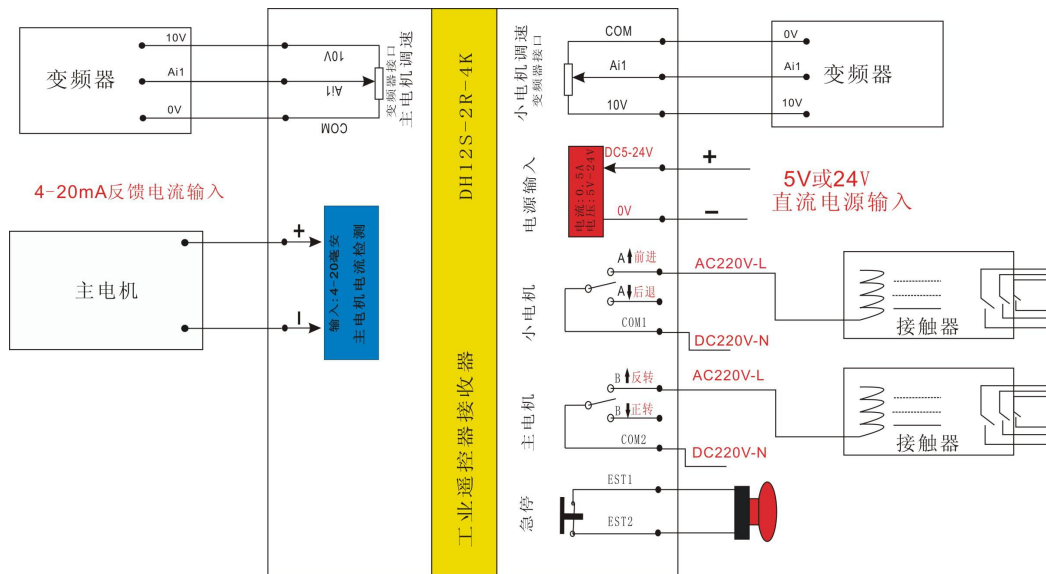 变频器
10V
Ai1
0V
10V
Ai1
COM
变频器接口
主电机调速
4-20mA反馈电流输入
主电机
+
−
输入:4-20毫安
主电机电流检测
DH12S-2R-4K
工业遥控器接收器
小电机调速
变频器接口
COM
Ai1
10V
0V
Ai1
10V
变频器
电源输入
电流:0.5A
电压:5V-24V
DC5-24V
0V
+
−
5V或24V
直流电源输入
小电机
A⬆前进
A⬇后退
COM1
AC220V-L
DC220V-N
接触器
主电机
B⬆反转
B⬇正转
COM2
AC220V-L
DC220V-N
接触器
急停
EST1
EST2